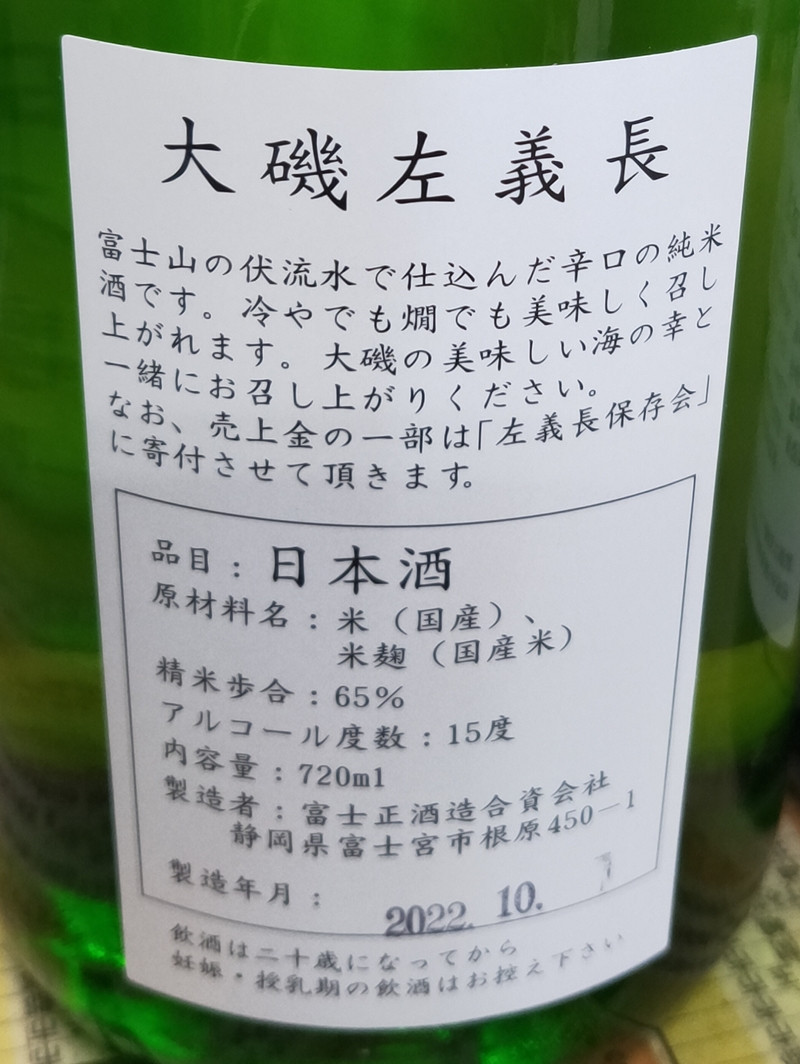 大磯左義長
富士山の伏流水で仕込んだ辛口の純米
酒です。冷やでも燗でも美味しく召し
上がれます。大磯の美味しい海の幸と
一緒にお召し上がりください。
なお、売上金の一部は「左義長保存会」
に寄付させて頂きます。
品目：日本酒
原材料名：米（国産）、
米麹（国産米）
精米歩合：65%
アルコール度数：15度
内容量：720ml
製造者：富士正酒造合資会社
静岡県富士宮市根原450－1
製造年月：
2022. 10.
飲酒は二十歳になってから
妊娠・授乳期の飲酒はお控え下さい